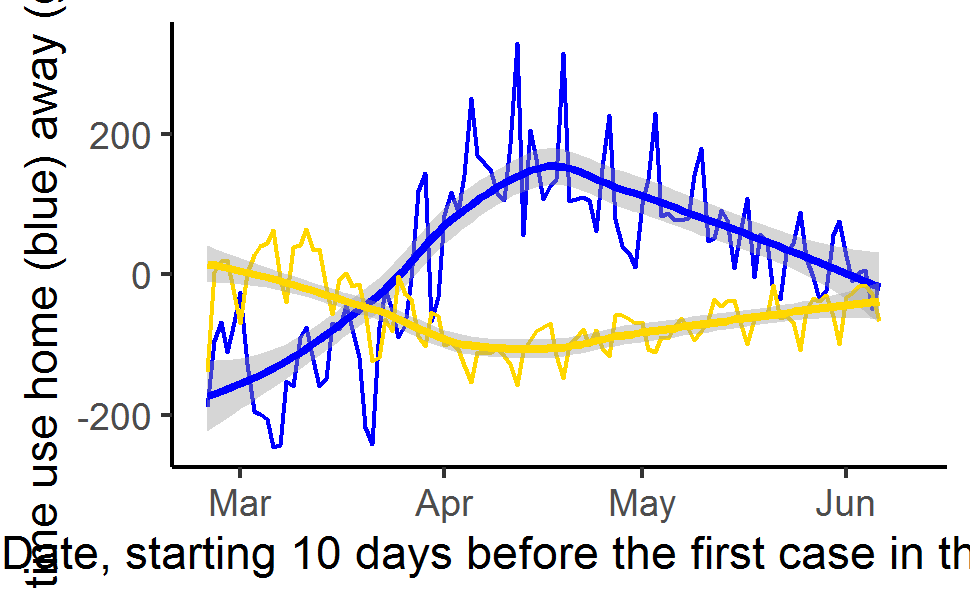 time use home (blue) away (
200
0
-200
Mar Apr May Jun
Date, starting 10 days before the first case in th